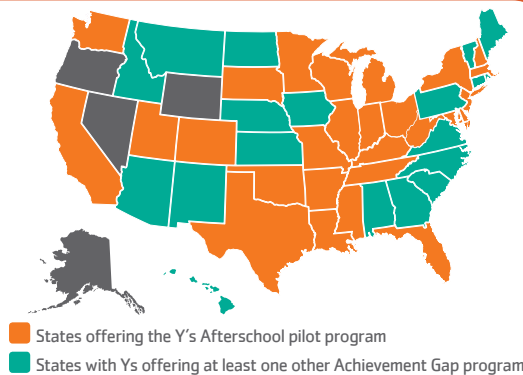 States offering the Y's Afterschool pilot program
States with Ys offering at least one other Achievement Gap program